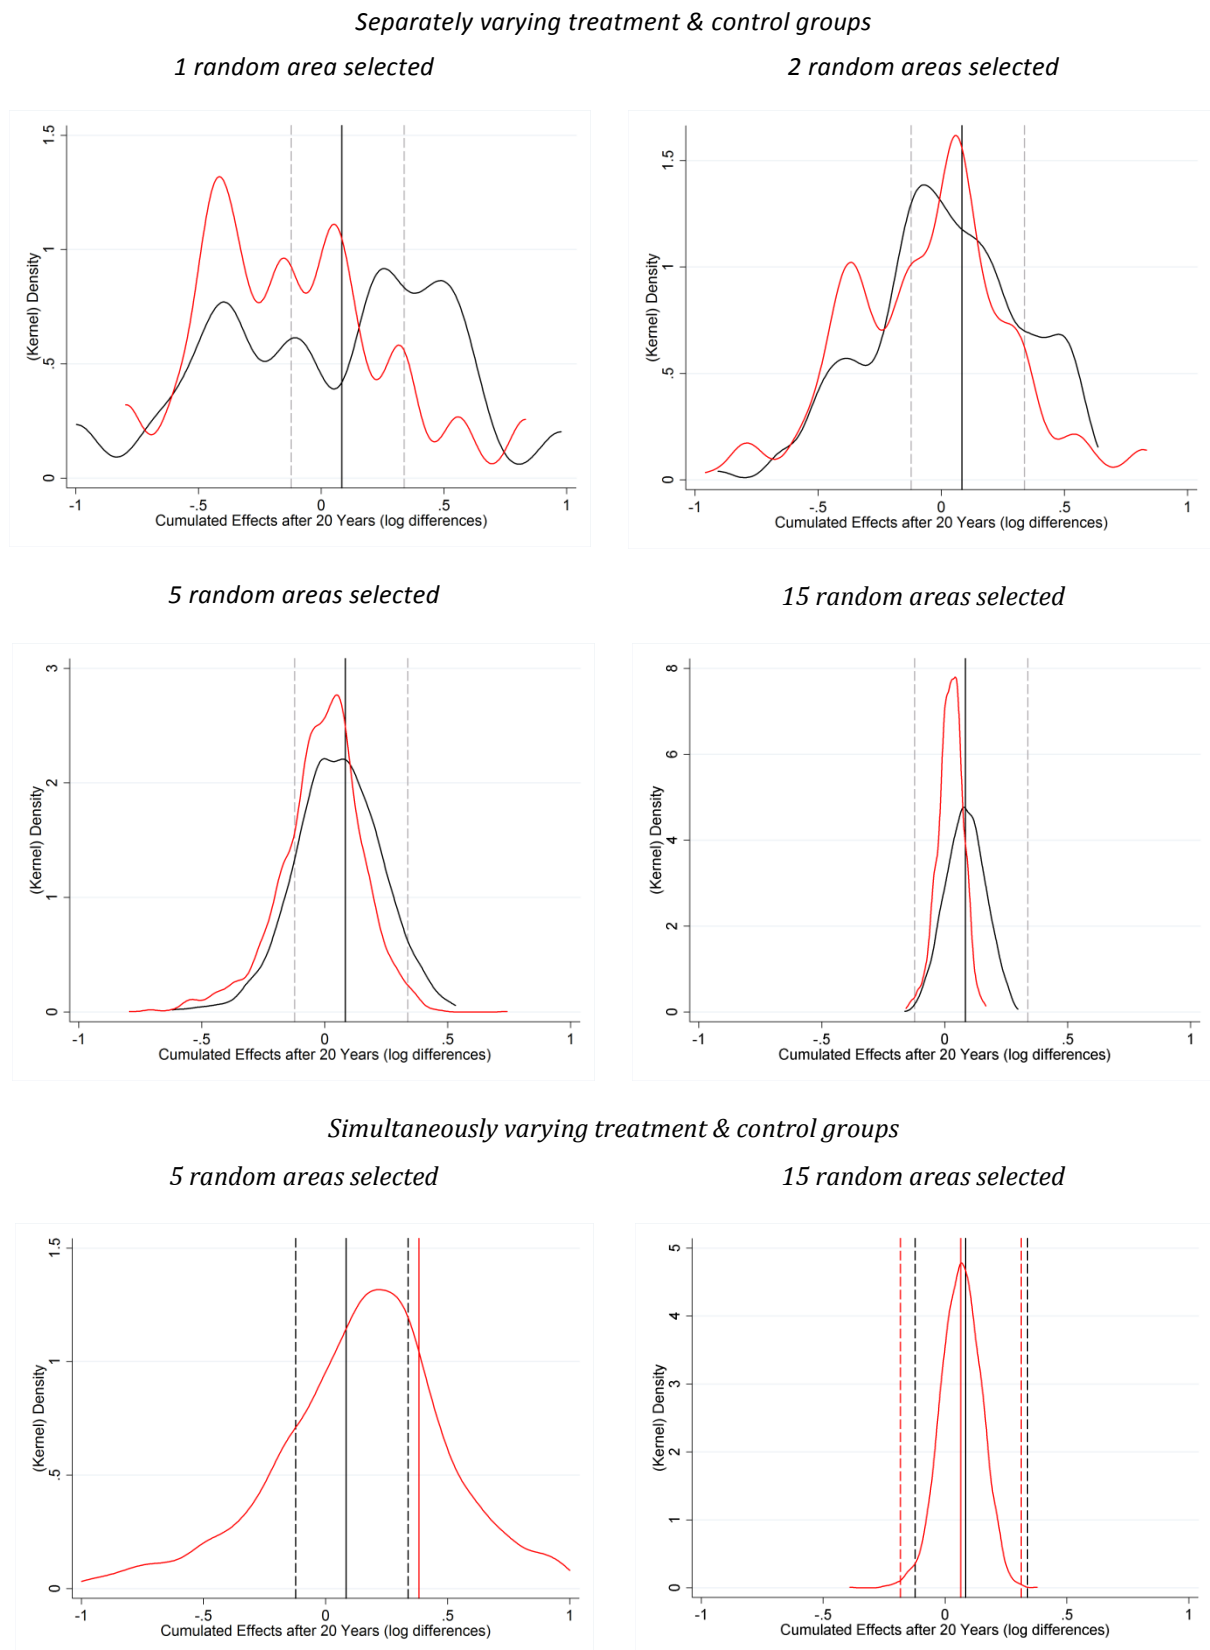 Separately varying treatment & control groups
1 random area selected
2 random areas selected
(Kernel) Density
0 .5 1 1.5
-1 -.5 0 .5 1
Cumulated Effects after 20 Years (log differences)
(Kernel) Density
0 .5 1 1.5
-1 -.5 0 .5 1
Cumulated Effects after 20 Years (log differences)
5 random areas selected
15 random areas selected
(Kernel) Density
0 1 2 3
-1 -.5 0 .5 1
Cumulated Effects after 20 Years (log differences)
(Kernel) Density
0 2 4 6 8
-1 -.5 0 .5 1
Cumulated Effects after 20 Years (log differences)
Simultaneously varying treatment & control groups
5 random areas selected
15 random areas selected
(Kernel) Density
0 .5 1 1.5
-1 -.5 0 .5 1
Cumulated Effects after 20 Years (log differences)
(Kernel) Density
0 1 2 3 4 5
-1 -.5 0 .5 1
Cumulated Effects after 20 Years (log differences)